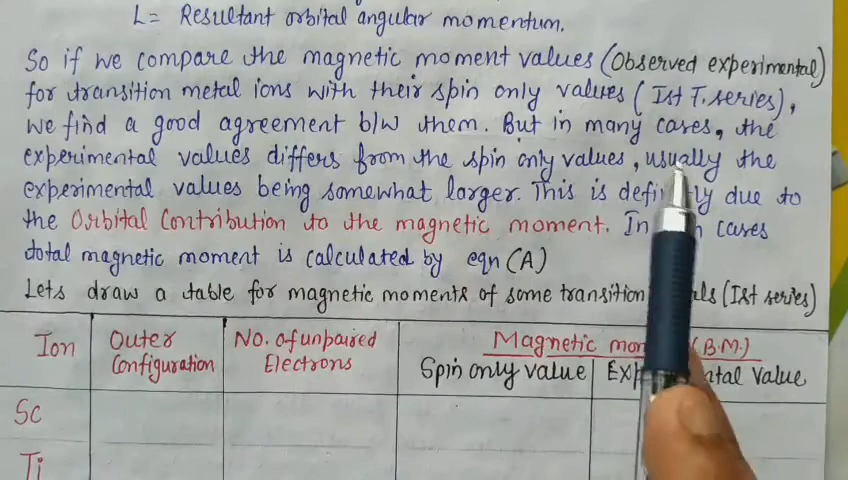 L= Resultant orbital angular momentum.
So if we compare the magnetic moment values (Observed experimental)
for transition metal ions with their spin only values (Ist T. series),
we find a good agreement b/w them. But in many cases, the
experimental values differs from the spin only values, usually the
experimental values being somewhat larger. This is due to
the Orbital Contribution to the magnetic moment. In cases
total magnetic moment is calculated by eqn (A)
Lets draw a table for magnetic moments of some transition (Ist series)
Ion Outer Configuration No. of unpaired Electrons Magnetic (B.M.)
Spin only value Value
Sc
Ti